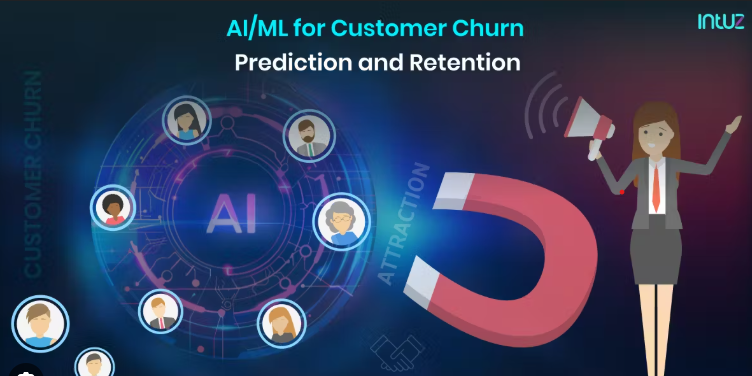 AI/ML for Customer Churn
Prediction and Retention
INTUZ
CUSTOMER CHURN
AI
ATTRACTION